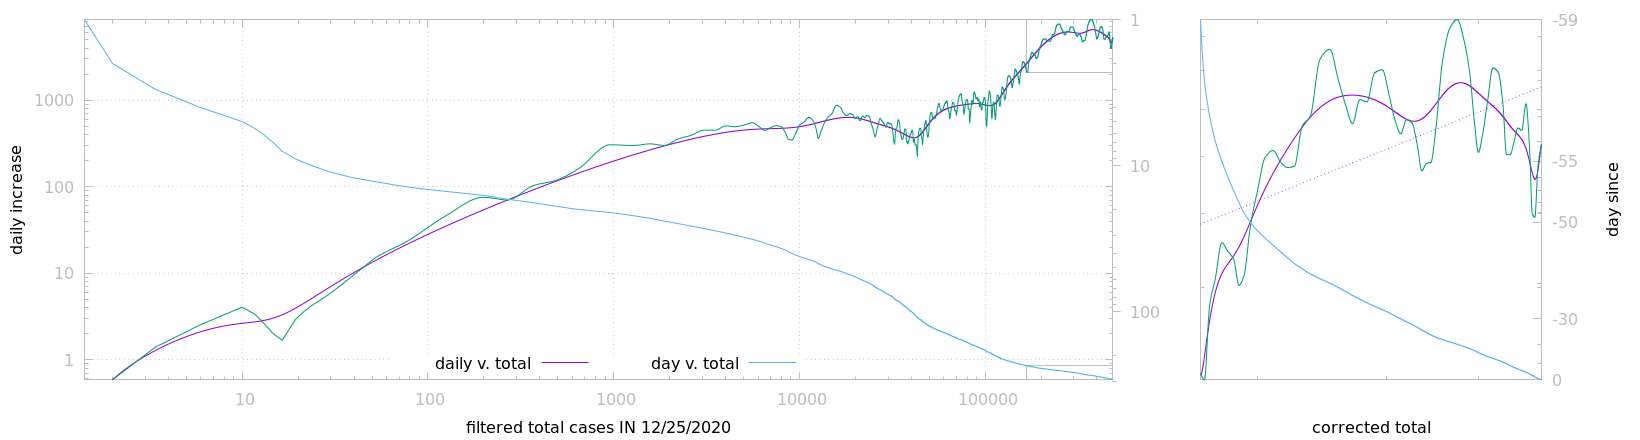 1000
100
10
1
daily increase
daily v. total
day v. total
10
100
1000
10000
100000
filtered total cases IN 12/25/2020
1
10
100
-59
-55
-50
-30
0
day since
corrected total